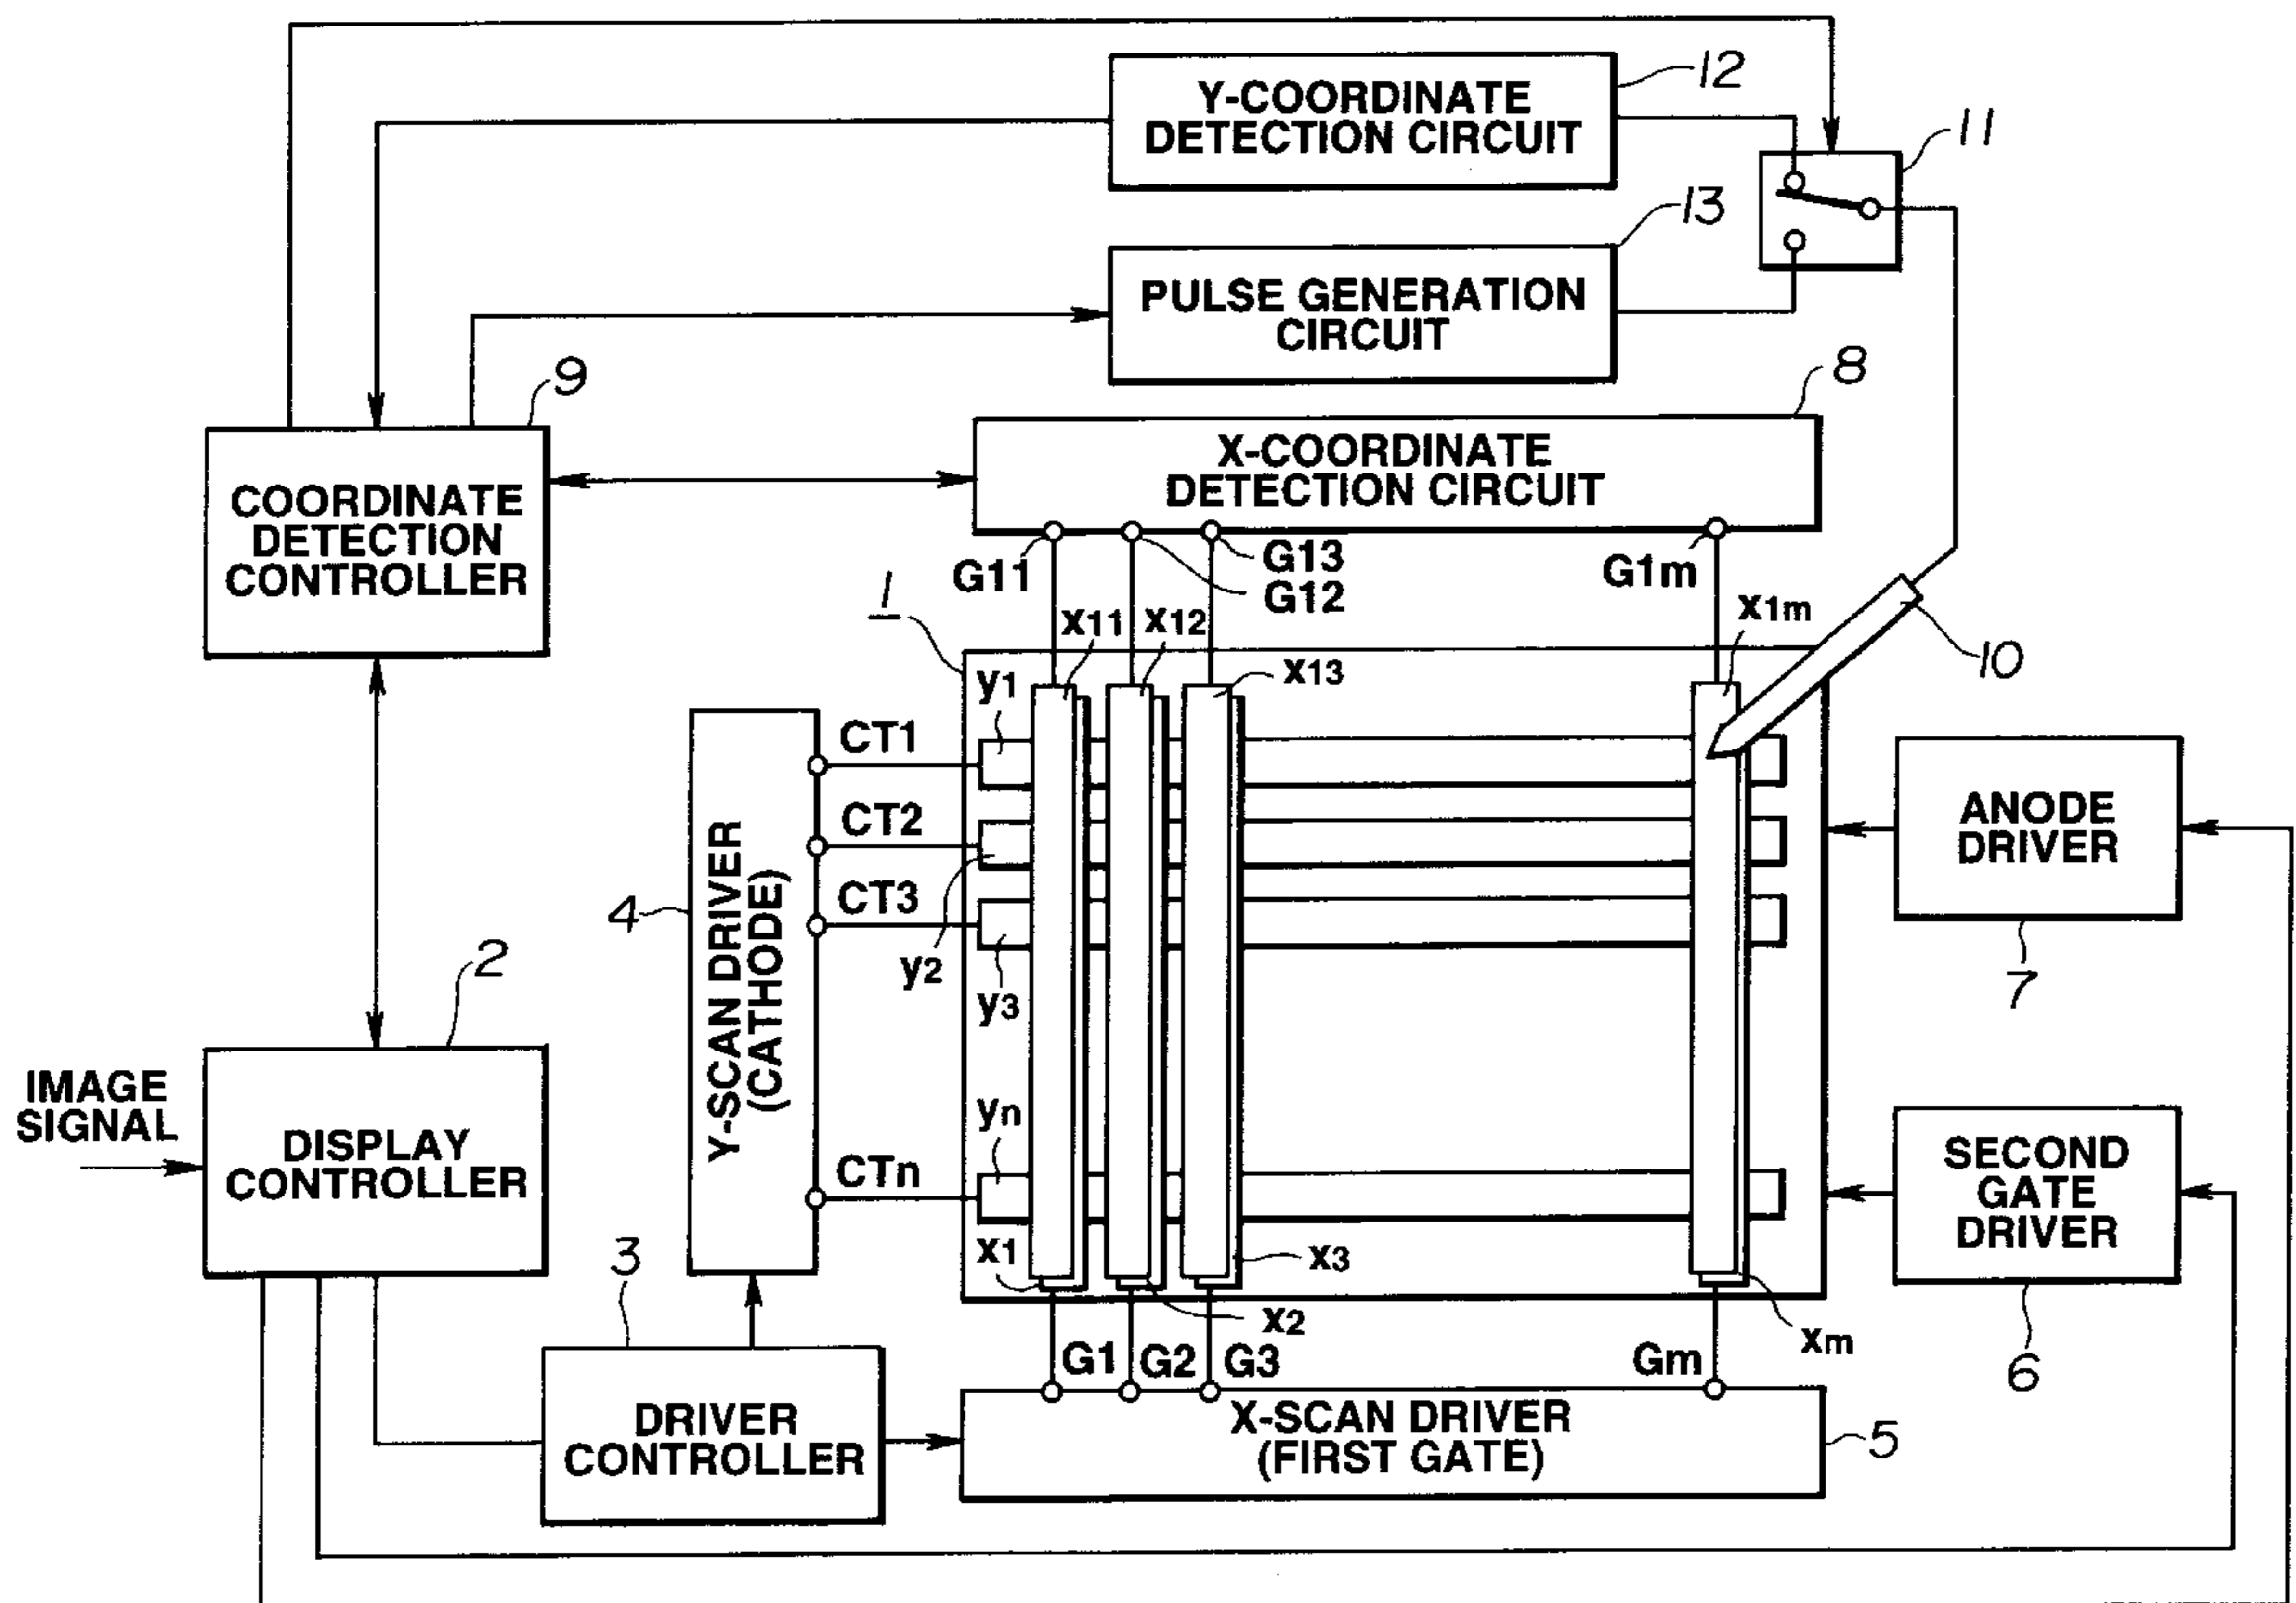 12
Y-COORDINATE
DETECTION CIRCUIT
11
13
PULSE GENERATION
CIRCUIT
9
8
X-COORDINATE
DETECTION CIRCUIT
COORDINATE
DETECTION
CONTROLLER
G11
G13
G12
G1m
1
x11
x12
x13
x1m
10
y1
CT1
CT2
CT3
4
Y-SCAN DRIVER
(CATHODE)
y2
y3
ANODE
DRIVER
7
2
IMAGE
SIGNAL
DISPLAY
CONTROLLER
yn
CTn
SECOND
GATE
DRIVER
6
x1
x2
x3
xm
3
G1
G2
G3
Gm
DRIVER
CONTROLLER
X-SCAN DRIVER
(FIRST GATE)
5